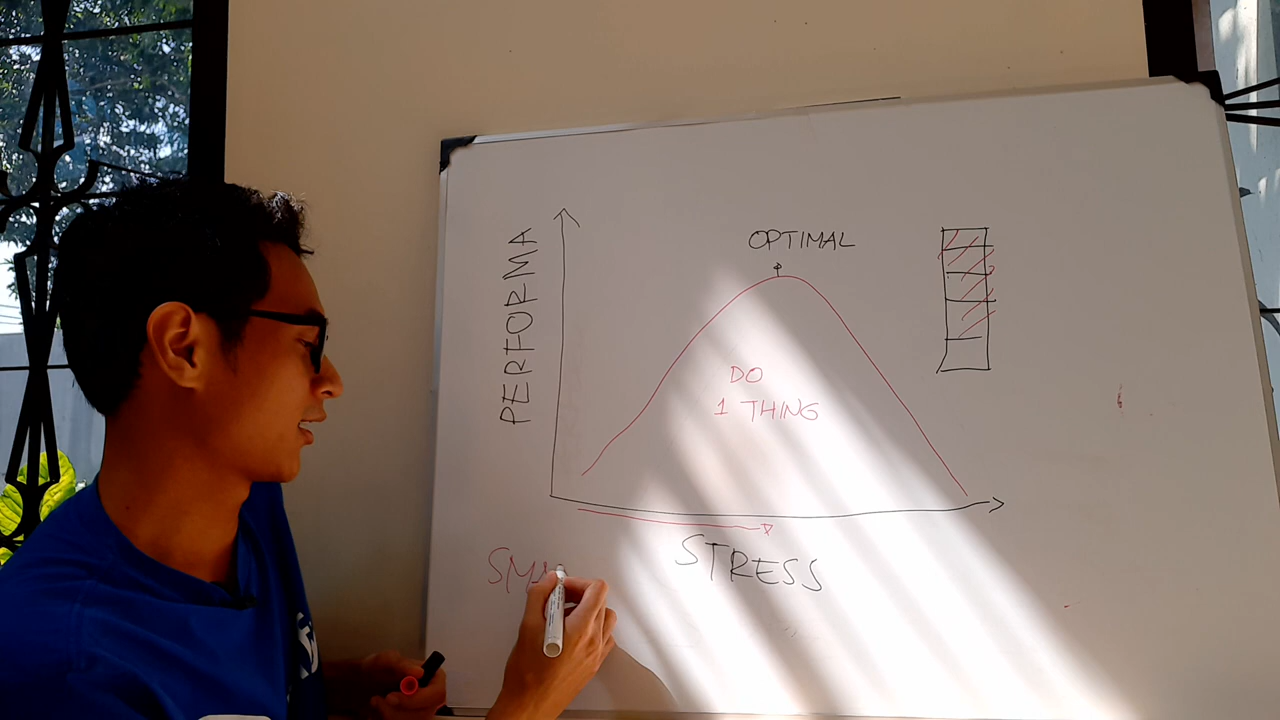 PERFORMA
OPTIMAL
DO
1 THING
STRESS